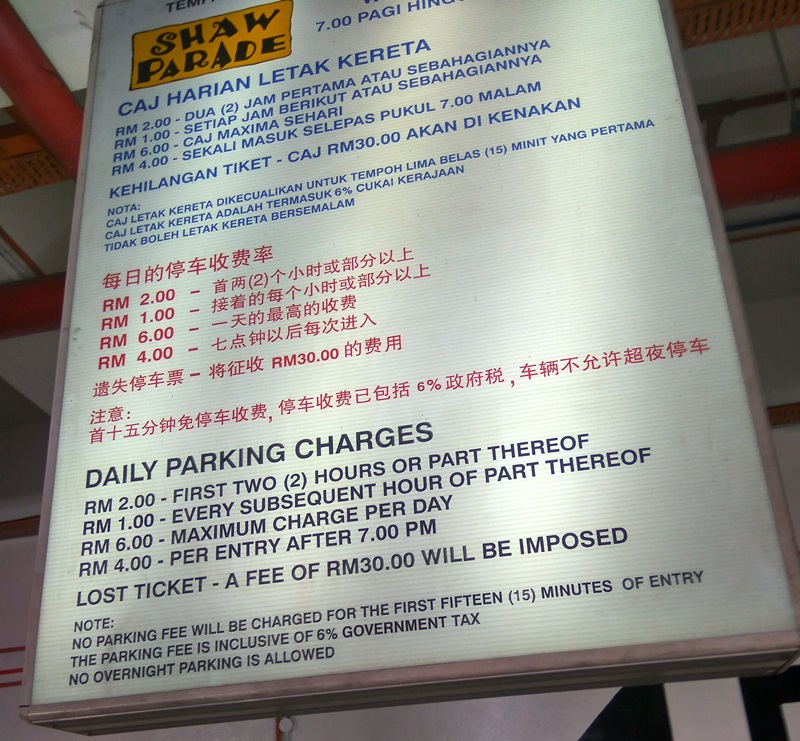 SHAW
PARADE
7.00 PAGI
CAJ HARIAN LETAK KERETA
RM 2.00 - DUA (2) JAM PERTAMA ATAU SEBAHAGIANNYA
RM 1.00 - SETIAP JAM BERIKUT ATAU SEBAHAGIANNYA
RM 6.00 - CAJ MAXIMA SEHARI
RM 4.00 - SEKALI MASUK SELEPAS PUKUL 7.00 MALAM
KEHILANGAN TIKET - CAJ RM30.00 AKAN DI KENAKAN
NOTA:
CAJ LETAK KERETA DIKECUALIKAN UNTUK TEMPOH LIMA BELAS (15) MINIT YANG PERTAMA
CAJ LETAK KERETA ADALAH TERMASUK 6% CUKAI KERAJAAN
TIDAK BOLEH LETAK KERETA BERSEMALAM
每日的停车收费率
RM 2.00 - 首两(2)个小时或部分以上
RM 1.00 - 接着的每个小时或部分以上
RM 6.00 - 一天的最高的收费
RM 4.00 - 七点钟以后每次进入
遗失停车票 - 将征收 RM30.00 的费用
注意:
首十五分钟免停车收费, 停车收费已包括 6% 政府税 , 车辆不允许超夜停车
DAILY PARKING CHARGES
RM 2.00 - FIRST TWO (2) HOURS OR PART THEREOF
RM 1.00 - EVERY SUBSEQUENT HOUR OF PART THEREOF
RM 6.00 - MAXIMUM CHARGE PER DAY
RM 4.00 - PER ENTRY AFTER 7.00 PM
LOST TICKET - A FEE OF RM30.00 WILL BE IMPOSED
NOTE:
NO PARKING FEE WILL BE CHARGED FOR THE FIRST FIFTEEN (15) MINUTES OF ENTRY
THE PARKING FEE IS INCLUSIVE OF 6% GOVERNMENT TAX
NO OVERNIGHT PARKING IS ALLOWED